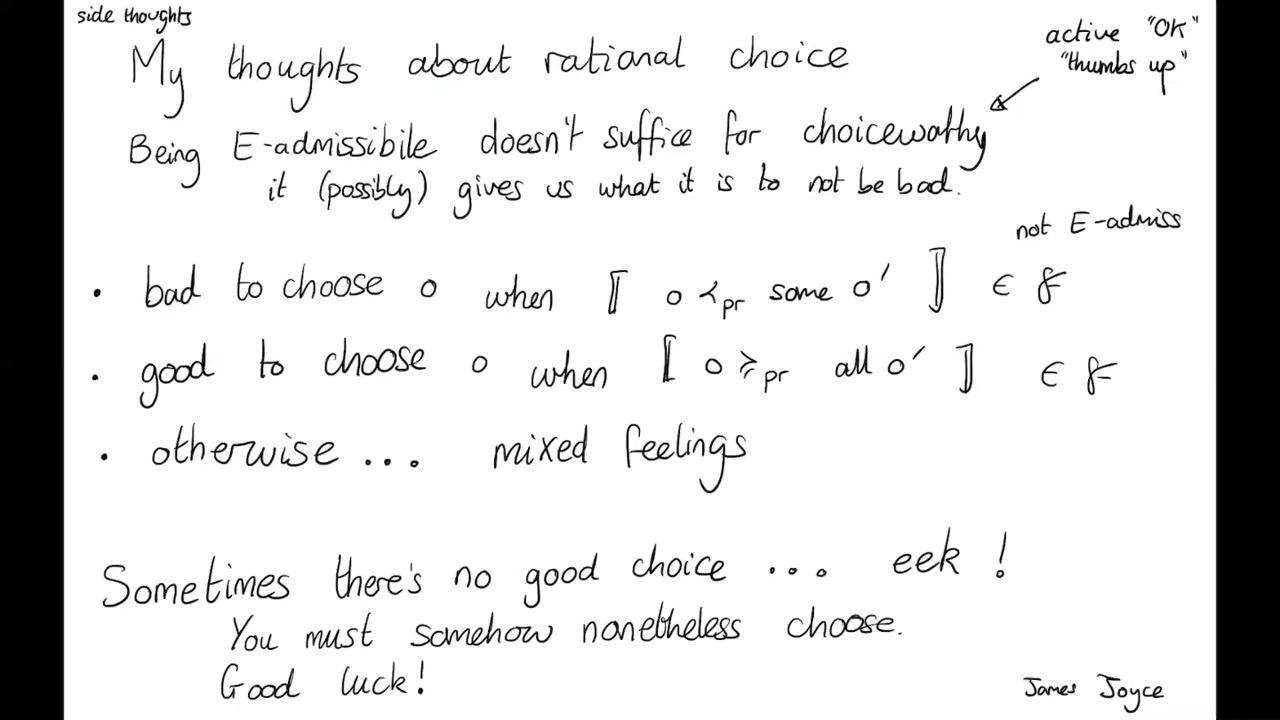 side thoughts
My thoughts about rational choice
active "OK"
"thumbs up"
Being E-admissibile doesn't suffice for choicewothy
it (possibly) gives us what it is to not be bad.
not E-admiss
• bad to choose o when ⟦ o ≺pr some o′ ⟧ ∈ F
• good to choose o when ⟦ o ≽pr all o′ ⟧ ∈ F
• otherwise ... mixed feelings
Sometimes there's no good choice ... eek !
You must somehow nonetheless choose.
Good luck!
James Joyce